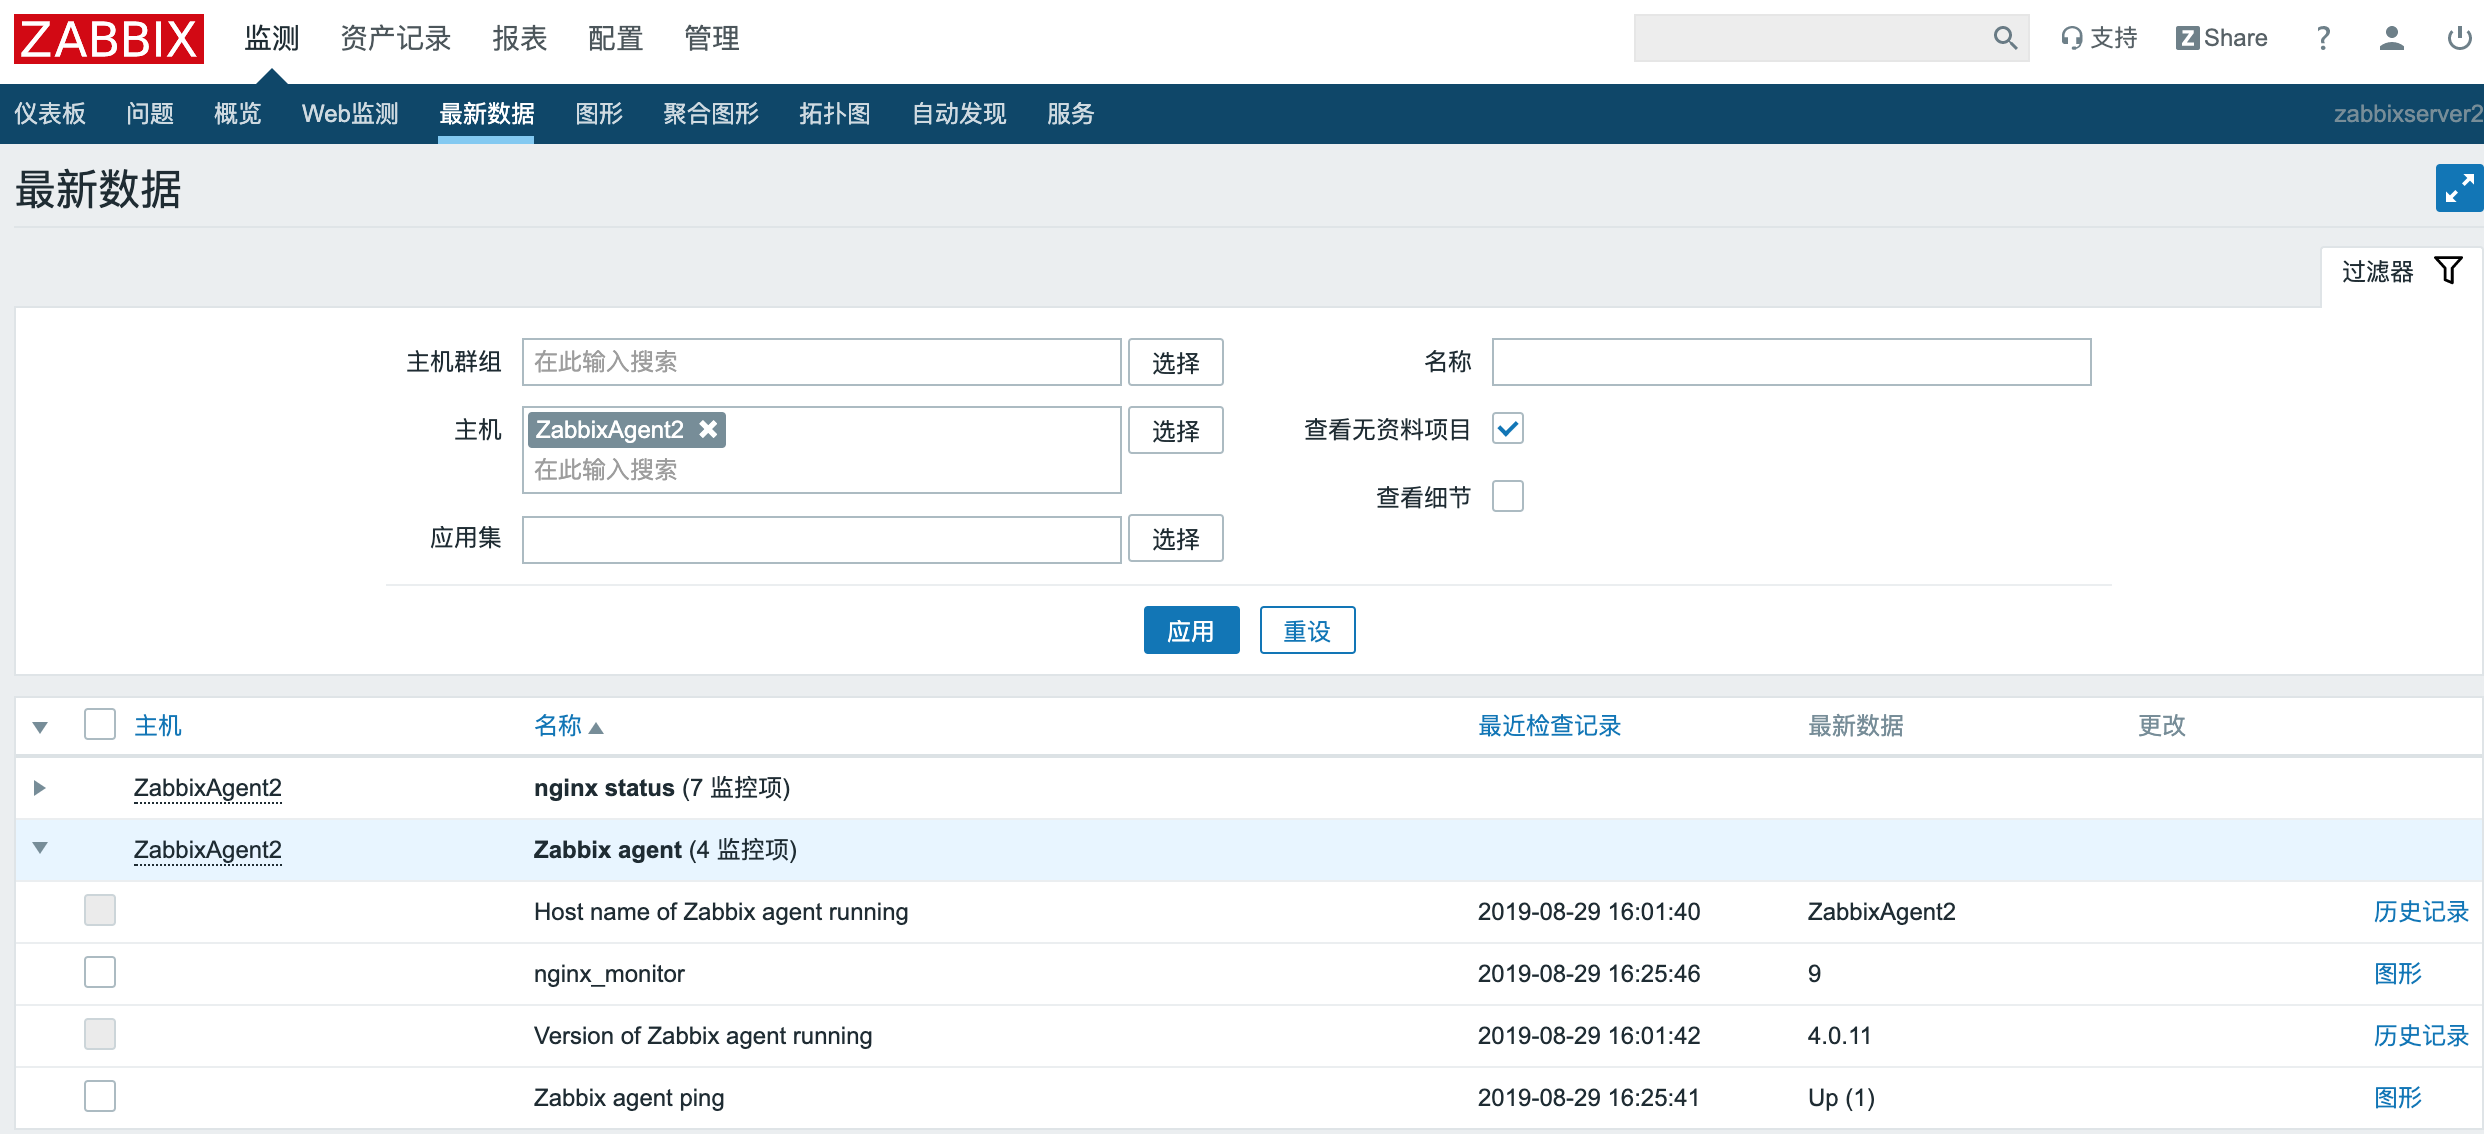 ZABBIX 监测 资产记录 报表 配置 管理 支持 Z Share ?
仪表板 问题 概览 Web监测 最新数据 图形 聚合图形 拓扑图 自动发现 服务 zabbixserver2
最新数据
过滤器
主机群组 在此输入搜索 选择 名称
主机 ZabbixAgent2 选择 查看无资料项目
在此输入搜索
查看细节
应用集 选择
应用 重设
主机 名称 最近检查记录 最新数据 更改
ZabbixAgent2 nginx status (7 监控项)
ZabbixAgent2 Zabbix agent (4 监控项)
Host name of Zabbix agent running 2019-08-29 16:01:40 ZabbixAgent2 历史记录
nginx_monitor 2019-08-29 16:25:46 9 图形
Version of Zabbix agent running 2019-08-29 16:01:42 4.0.11 历史记录
Zabbix agent ping 2019-08-29 16:25:41 Up (1) 图形